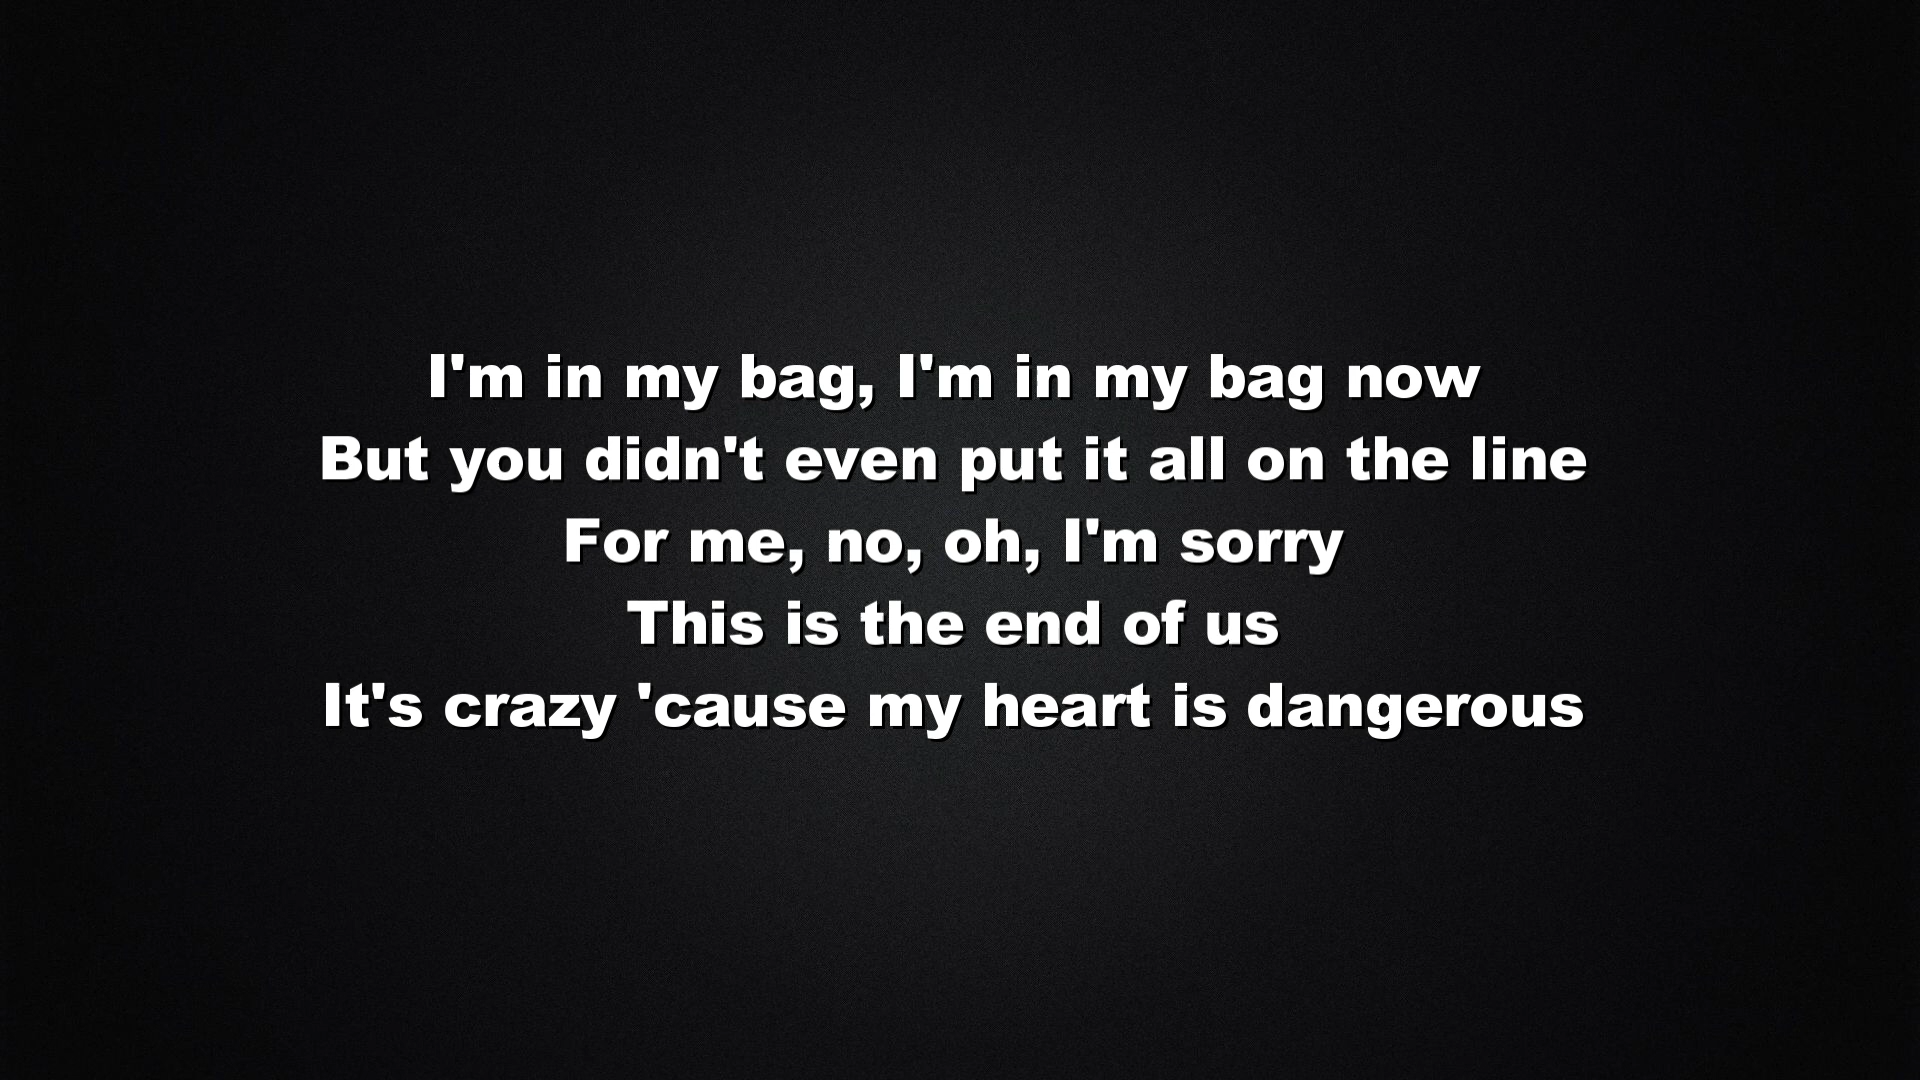 I'm in my bag, I'm in my bag now
But you didn't even put it all on the line
For me, no, oh, I'm sorry
This is the end of us
It's crazy 'cause my heart is dangerous